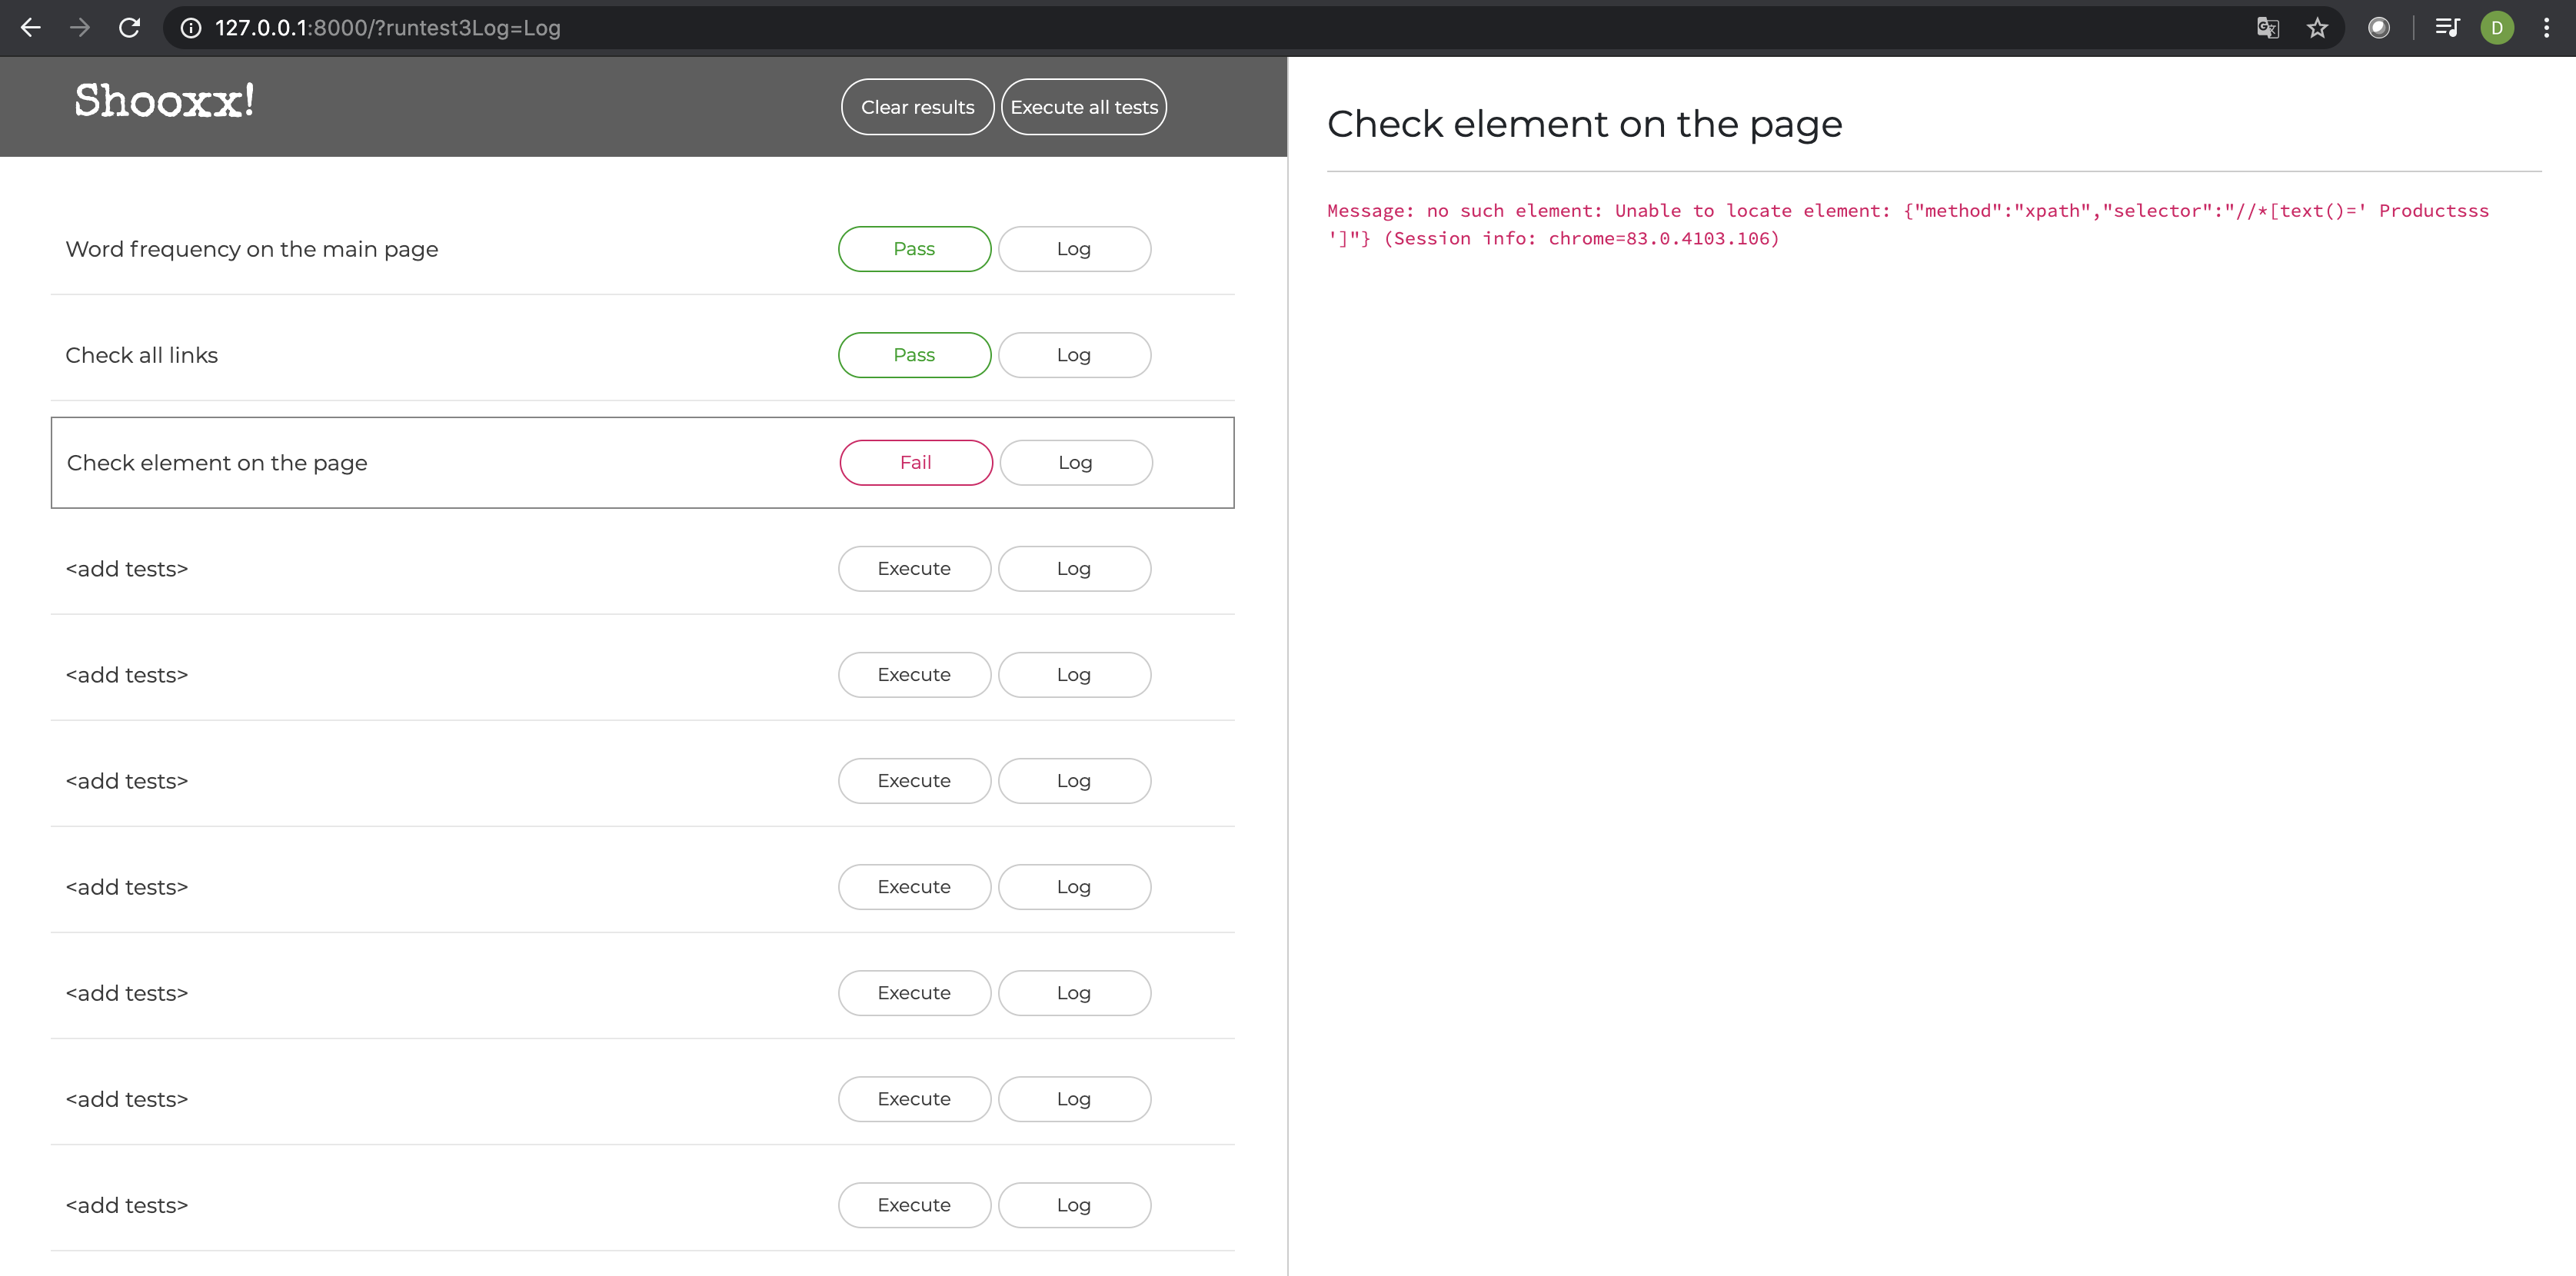 127.0.0.1:8000/?runtest3Log=Log
D
Shooxx!
Clear results
Execute all tests
Word frequency on the main page
Pass
Log
Check all links
Pass
Log
Check element on the page
Fail
Log
<add tests>
Execute
Log
<add tests>
Execute
Log
<add tests>
Execute
Log
<add tests>
Execute
Log
<add tests>
Execute
Log
<add tests>
Execute
Log
<add tests>
Execute
Log
Check element on the page
Message: no such element: Unable to locate element: {"method":"xpath","selector":"//*[text()=' Productsss
']"} (Session info: chrome=83.0.4103.106)